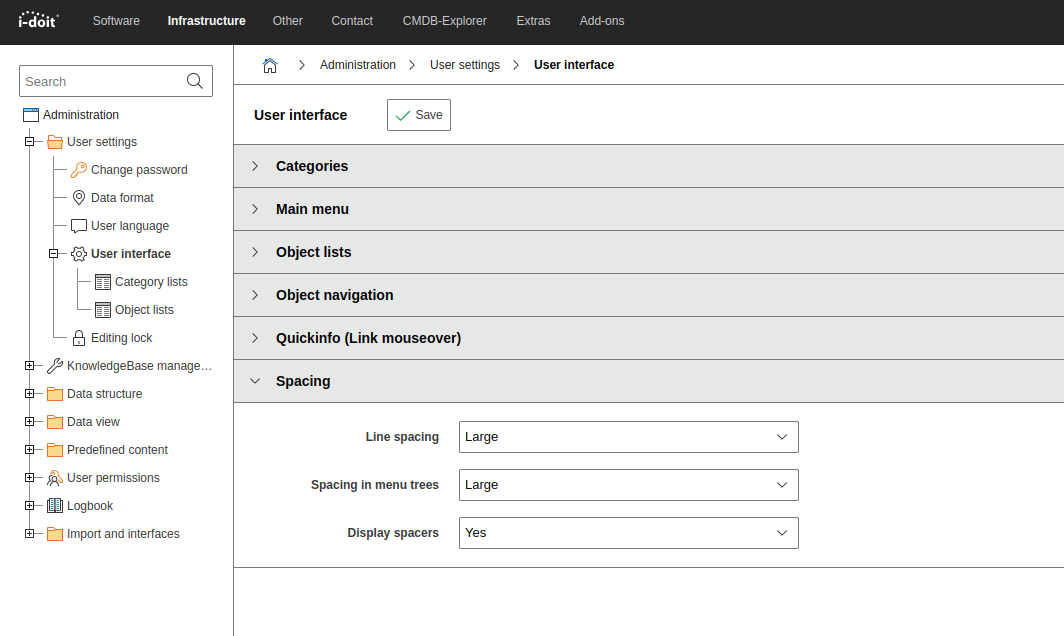 i-doit Software Infrastructure Other Contact CMDB-Explorer Extras Add-ons
Search
Administration
User settings
Change password
Data format
User language
User interface
Category lists
Object lists
Editing lock
KnowledgeBase manage…
Data structure
Data view
Predefined content
User permissions
Logbook
Import and interfaces
Administration User settings User interface
User interface Save
Categories
Main menu
Object lists
Object navigation
Quickinfo (Link mouseover)
Spacing
Line spacing Large
Spacing in menu trees Large
Display spacers Yes